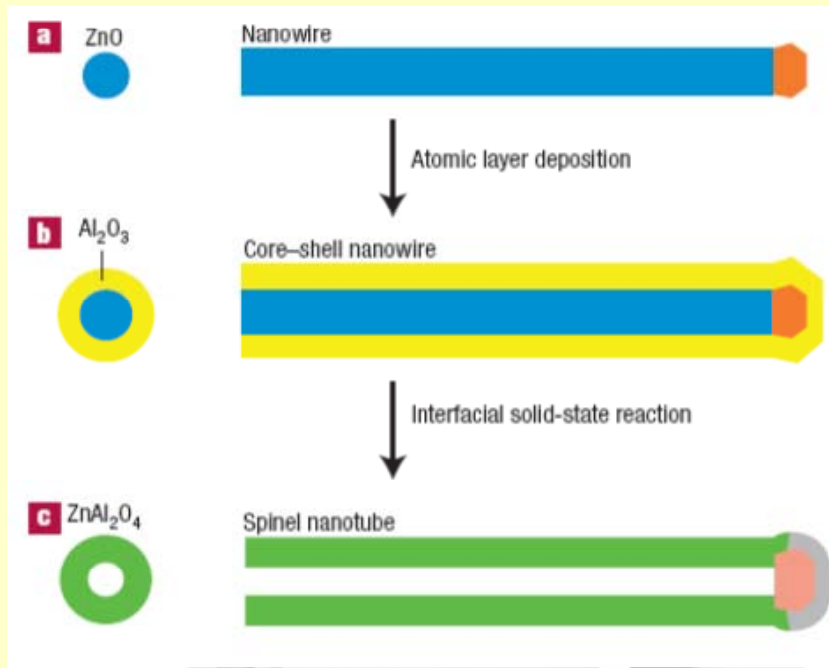 a ZnO
Nanowire
Atomic layer deposition
b Al₂O₃
Core–shell nanowire
Interfacial solid-state reaction
c ZnAl₂O₄
Spinel nanotube